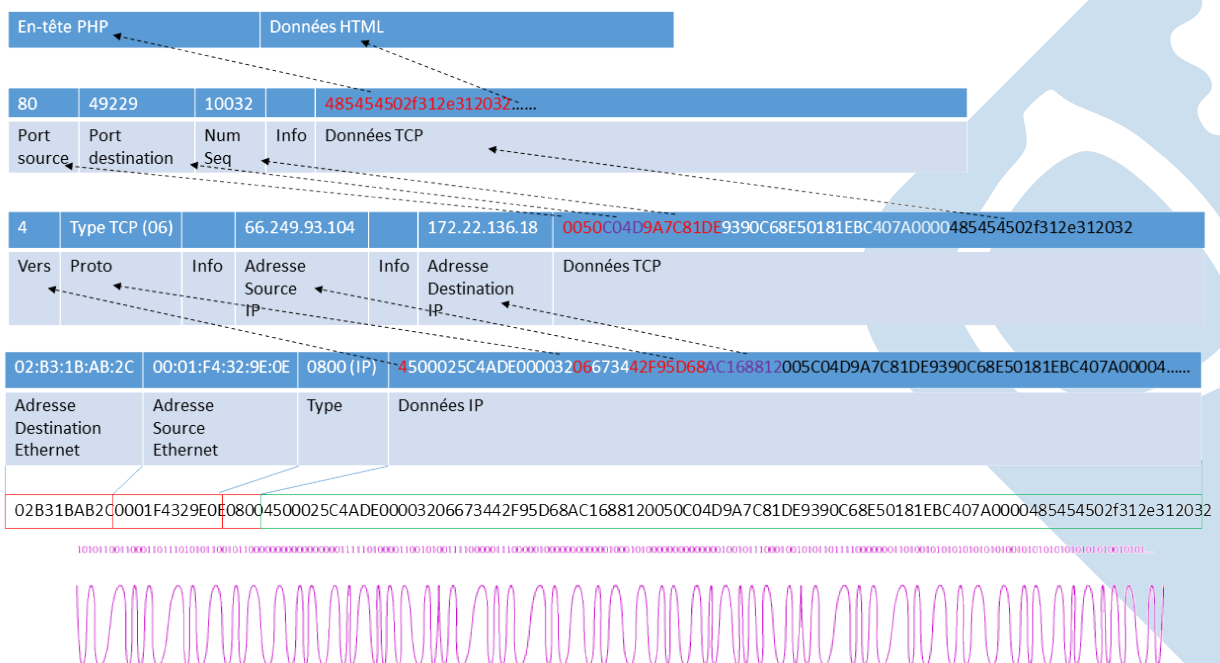 En-tête PHP Données HTML
80 49229 10032 485454502f312e312032......
Port source Port destination Num Seq Info Données TCP
4 Type TCP (06) 66.249.93.104 172.22.136.18 0050C04D9A7C81DE9390C68E50181EBC407A0000485454502f312e312032
Vers Proto Info Adresse Source IP Info Adresse Destination IP Données TCP
02:B3:1B:AB:2C 00:01:F4:32:9E:0E 0800 (IP) 4500025C4ADE00003206673442F95D68AC168812005C04D9A7C81DE9390C68E50181EBC407A00004......
Adresse Destination Ethernet Adresse Source Ethernet Type Données IP
02B31BAB2C0001F4329E0E08004500025C4ADE00003206673442F95D68AC1688120050C04D9A7C81DE9390C68E50181EBC407A0000485454502f312e312032